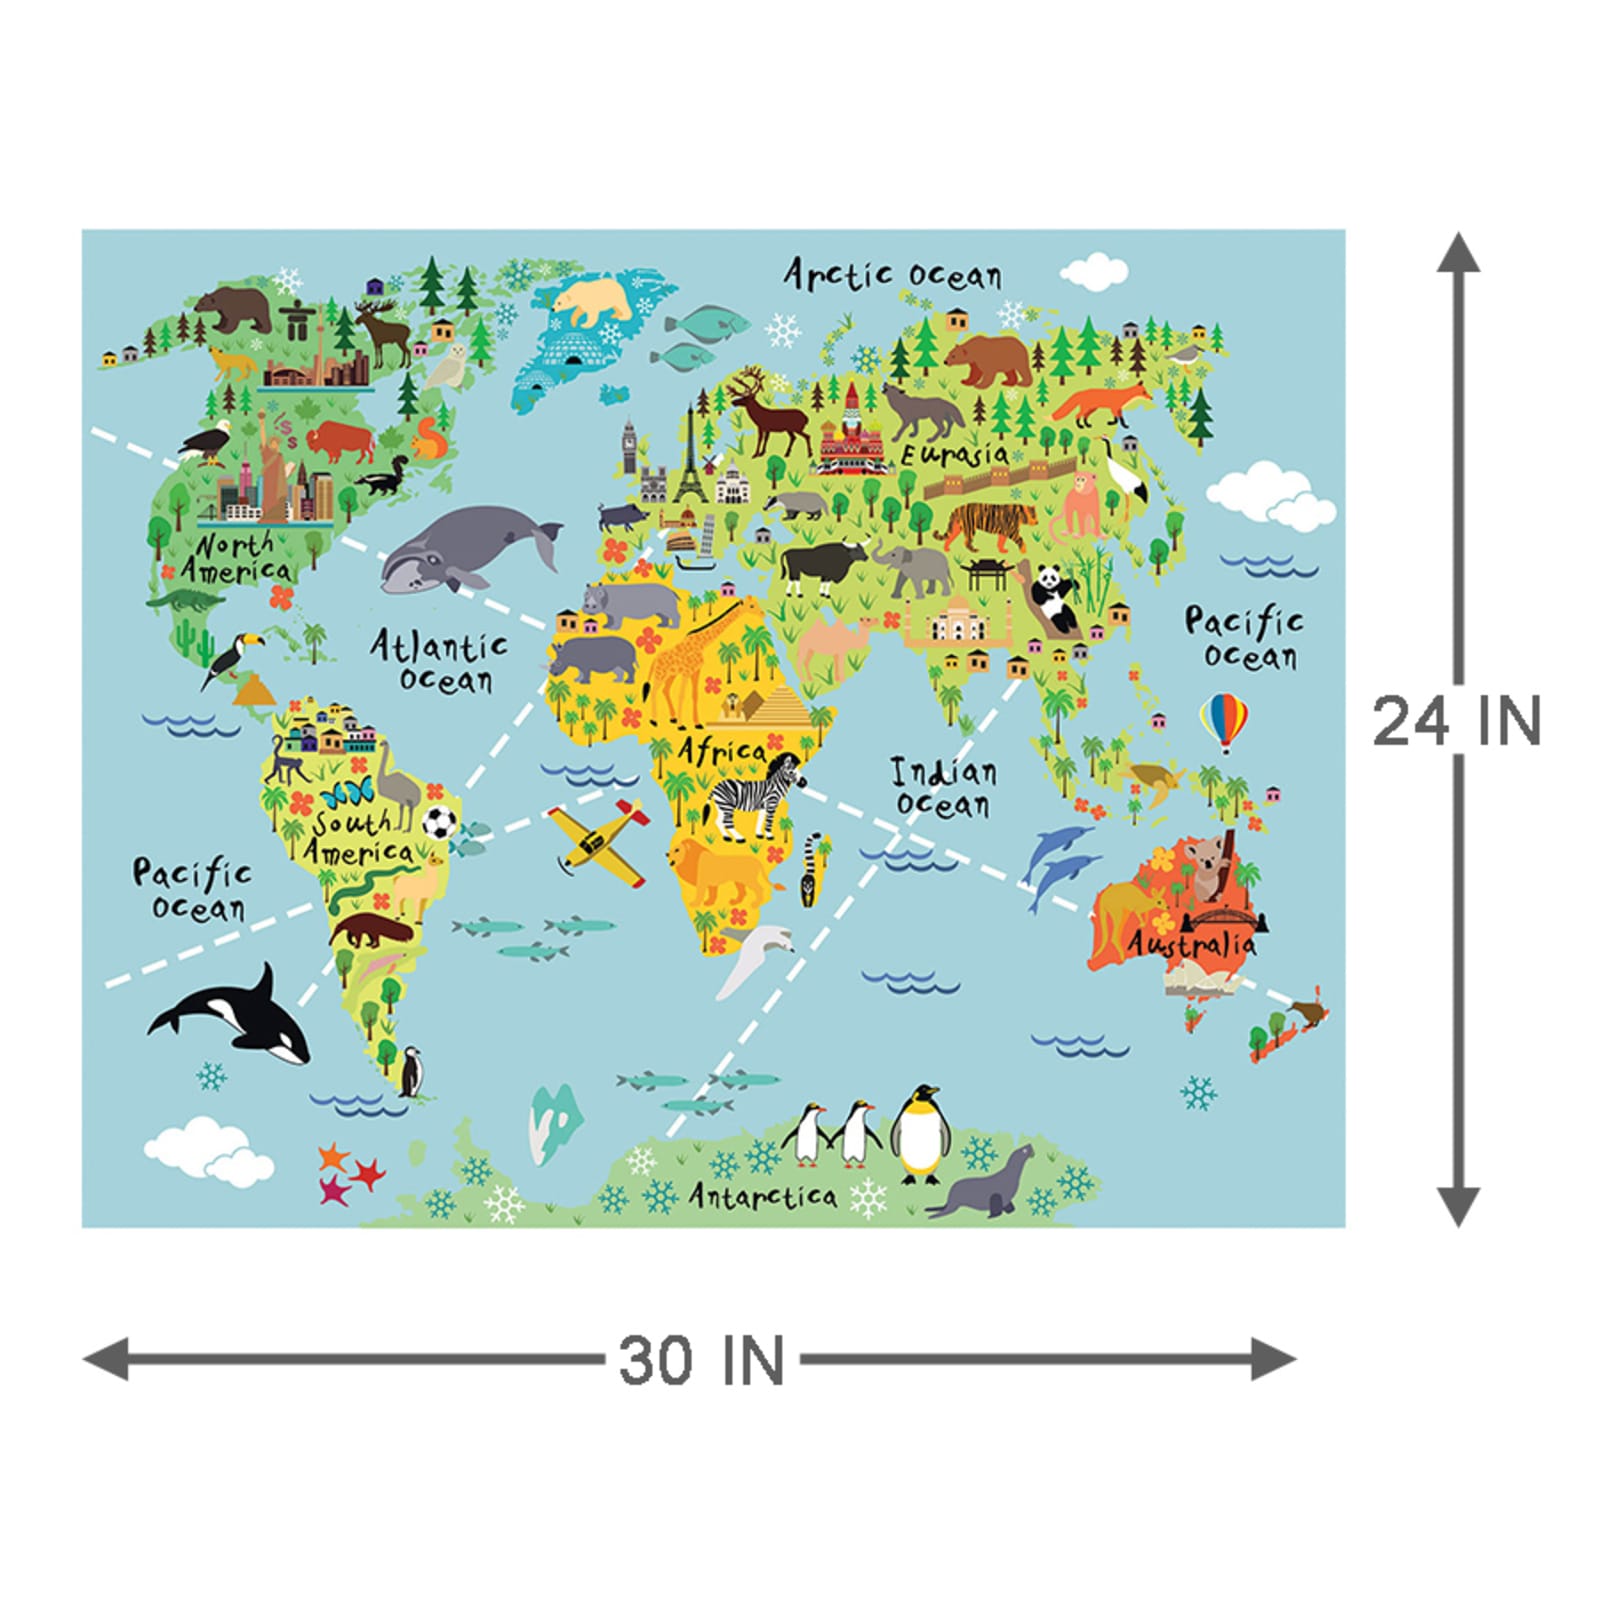 Arctic ocean
Eurasia
North
America
Atlantic
ocean
Pacific
ocean
24 IN
Africa
Indian
ocean
South
America
Pacific
ocean
Australia
Antarctica
30 IN